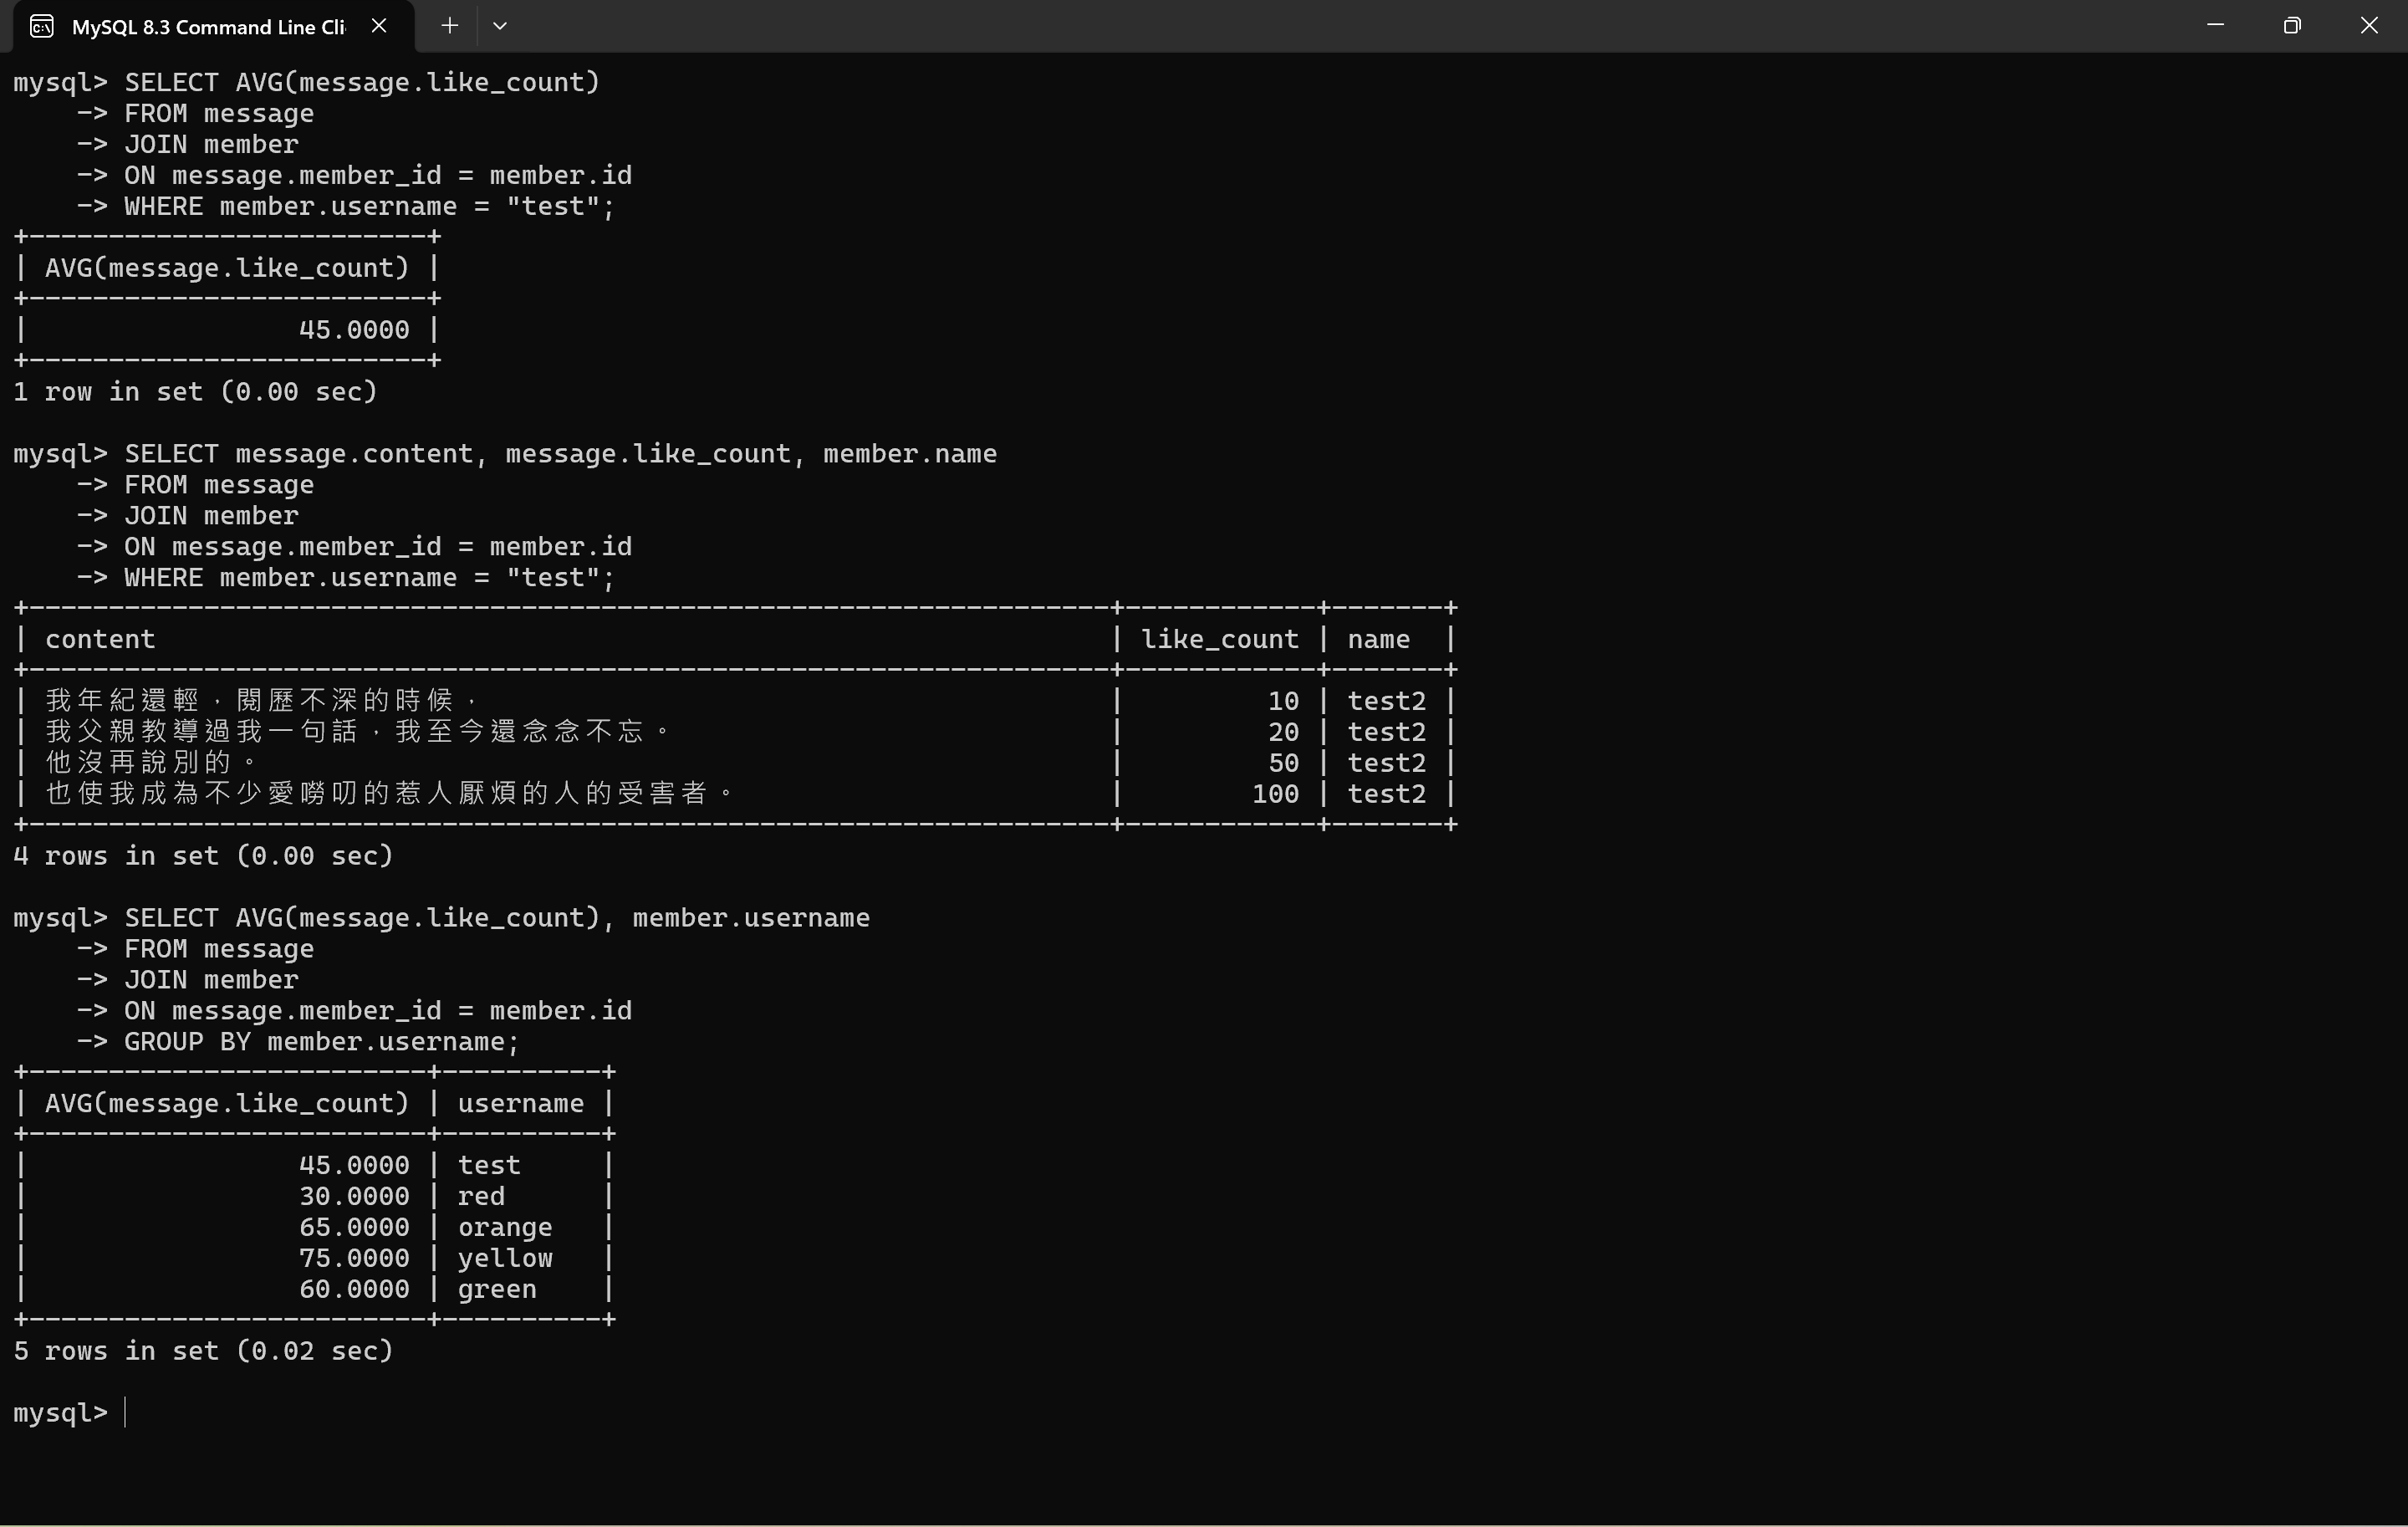 MySQL 8.3 Command Line Cli
mysql> SELECT AVG(message.like_count)
    -> FROM message
    -> JOIN member
    -> ON message.member_id = member.id
    -> WHERE member.username = "test";
+-------------------------+
| AVG(message.like_count) |
+-------------------------+
|                 45.0000 |
+-------------------------+
1 row in set (0.00 sec)

mysql> SELECT message.content, message.like_count, member.name
    -> FROM message
    -> JOIN member
    -> ON message.member_id = member.id
    -> WHERE member.username = "test";
+--------------------------------------------------------------------+------------+-------+
| content                                                            | like_count | name  |
+--------------------------------------------------------------------+------------+-------+
| 我年紀還輕，閱歷不深的時候，                                       |         10 | test2 |
| 我父親教導過我一句話，我至今還念念不忘。                           |         20 | test2 |
| 他沒再說別的。                                                     |         50 | test2 |
| 也使我成為不少愛嘮叨的惹人厭煩的人的受害者。                       |        100 | test2 |
+--------------------------------------------------------------------+------------+-------+
4 rows in set (0.00 sec)

mysql> SELECT AVG(message.like_count), member.username
    -> FROM message
    -> JOIN member
    -> ON message.member_id = member.id
    -> GROUP BY member.username;
+-------------------------+----------+
| AVG(message.like_count) | username |
+-------------------------+----------+
|                 45.0000 | test     |
|                 30.0000 | red      |
|                 65.0000 | orange   |
|                 75.0000 | yellow   |
|                 60.0000 | green    |
+-------------------------+----------+
5 rows in set (0.02 sec)

mysql>